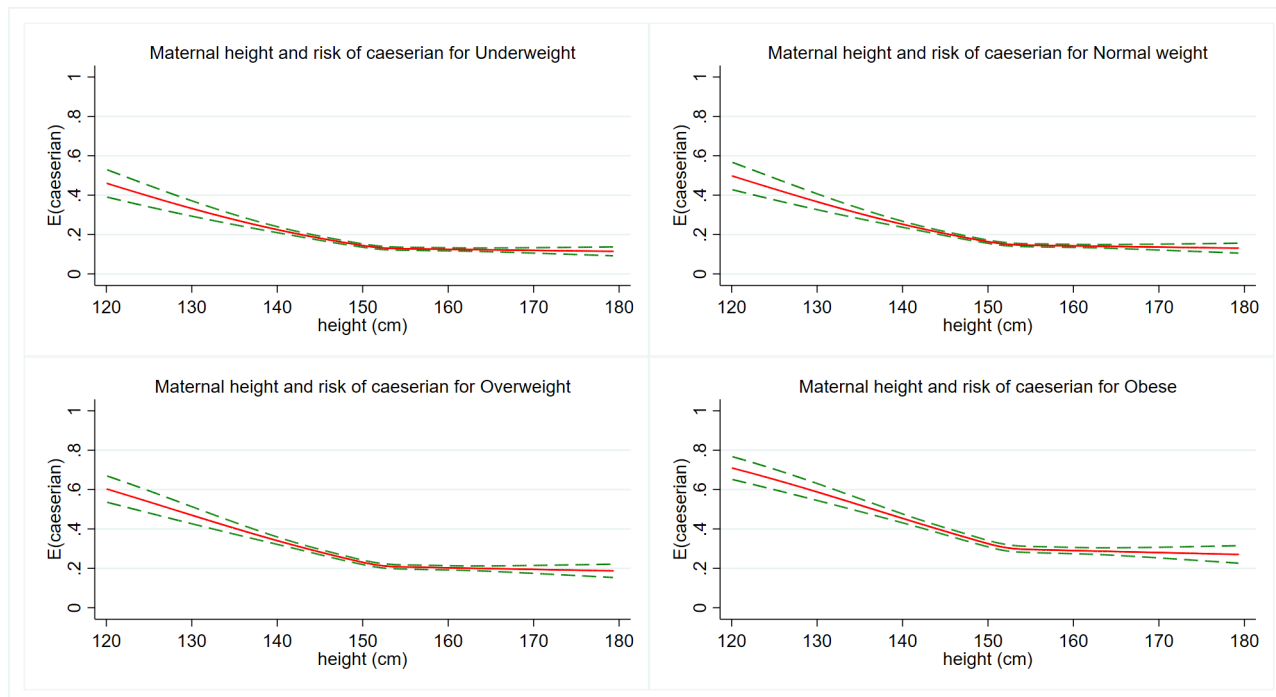 Maternal height and risk of caeserian for Underweight
E(caeserian)
0 .2 .4 .6 .8 1
120 130 140 150 160 170 180
height (cm)
Maternal height and risk of caeserian for Normal weight
E(caeserian)
0 .2 .4 .6 .8 1
120 130 140 150 160 170 180
height (cm)
Maternal height and risk of caeserian for Overweight
E(caeserian)
0 .2 .4 .6 .8 1
120 130 140 150 160 170 180
height (cm)
Maternal height and risk of caeserian for Obese
E(caeserian)
0 .2 .4 .6 .8 1
120 130 140 150 160 170 180
height (cm)